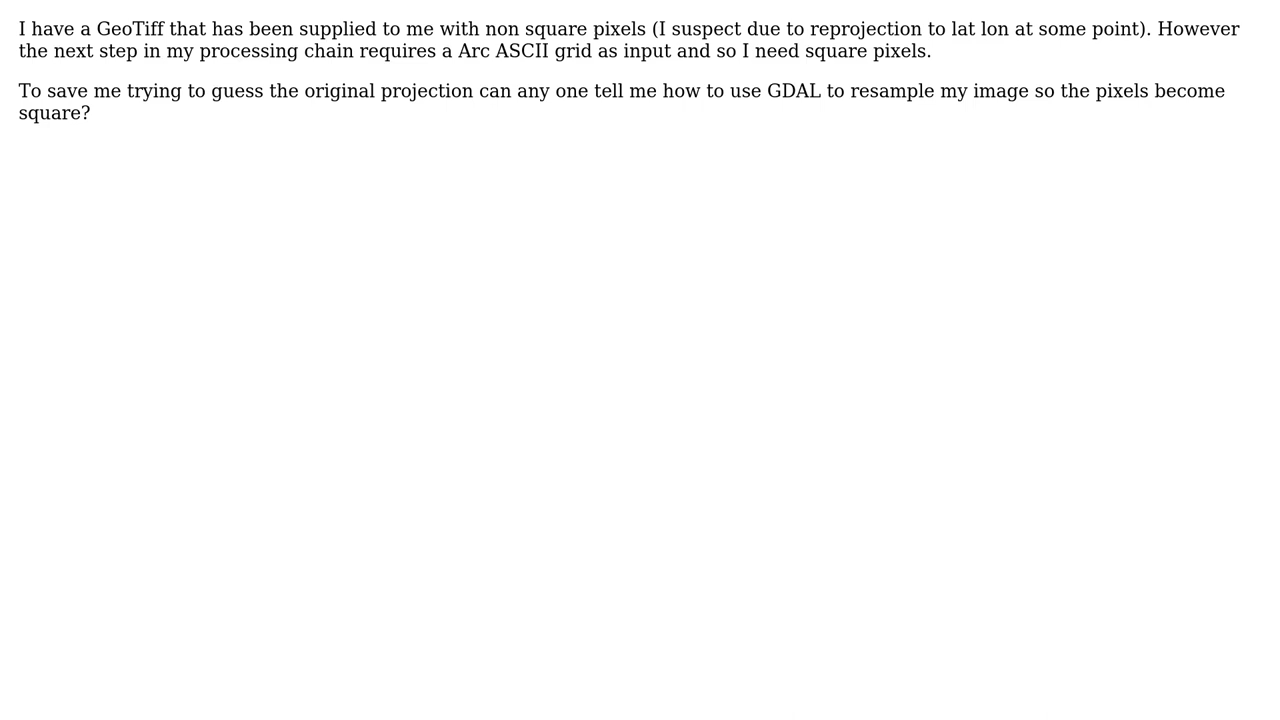 I have a GeoTiff that has been supplied to me with non square pixels (I suspect due to reprojection to lat lon at some point). However
the next step in my processing chain requires a Arc ASCII grid as input and so I need square pixels.
To save me trying to guess the original projection can any one tell me how to use GDAL to resample my image so the pixels become
square?